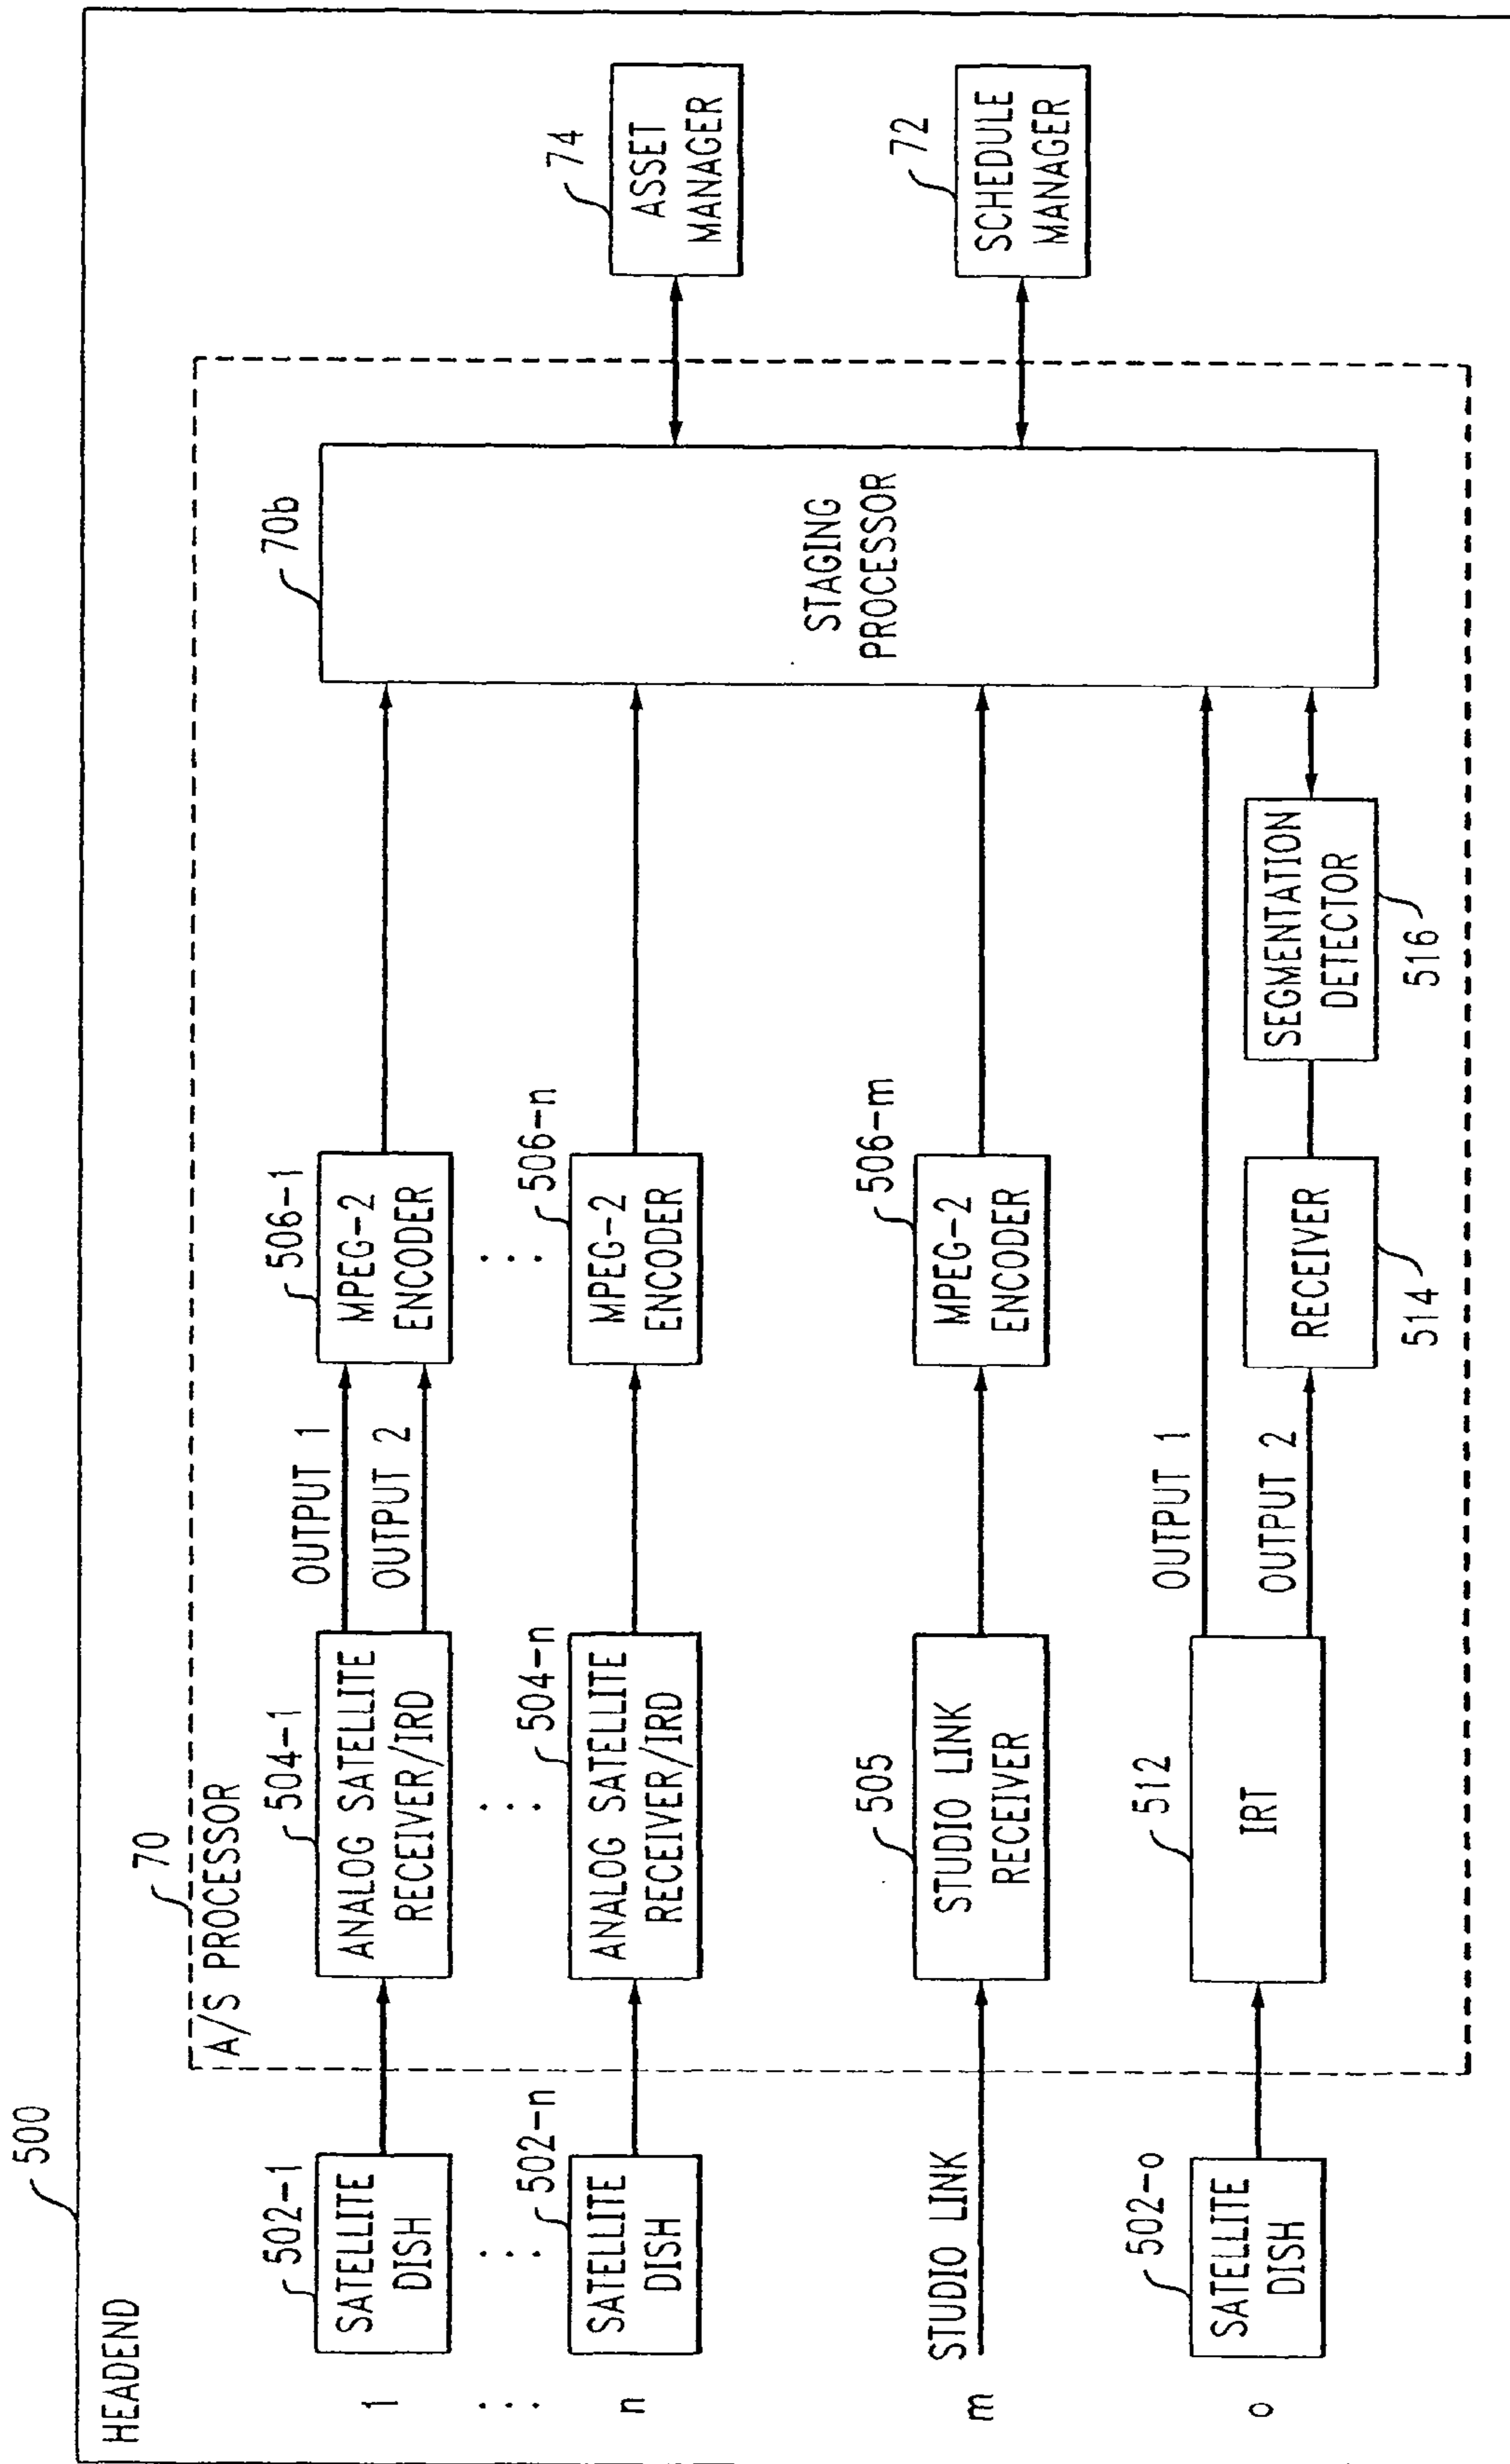 HEADEND
500
70
A/S PROCESSOR
1
502-1
SATELLITE
DISH
504-1
ANALOG SATELLITE
RECEIVER/IRD
OUTPUT 1
OUTPUT 2
506-1
MPEG-2
ENCODER
n
502-n
SATELLITE
DISH
504-n
ANALOG SATELLITE
RECEIVER/IRD
506-n
MPEG-2
ENCODER
m
STUDIO LINK
505
STUDIO LINK
RECEIVER
506-m
MPEG-2
ENCODER
o
502-o
SATELLITE
DISH
512
IRT
OUTPUT 1
OUTPUT 2
RECEIVER
514
SEGMENTATION
DETECTOR
516
70b
STAGING
PROCESSOR
74
ASSET
MANAGER
72
SCHEDULE
MANAGER